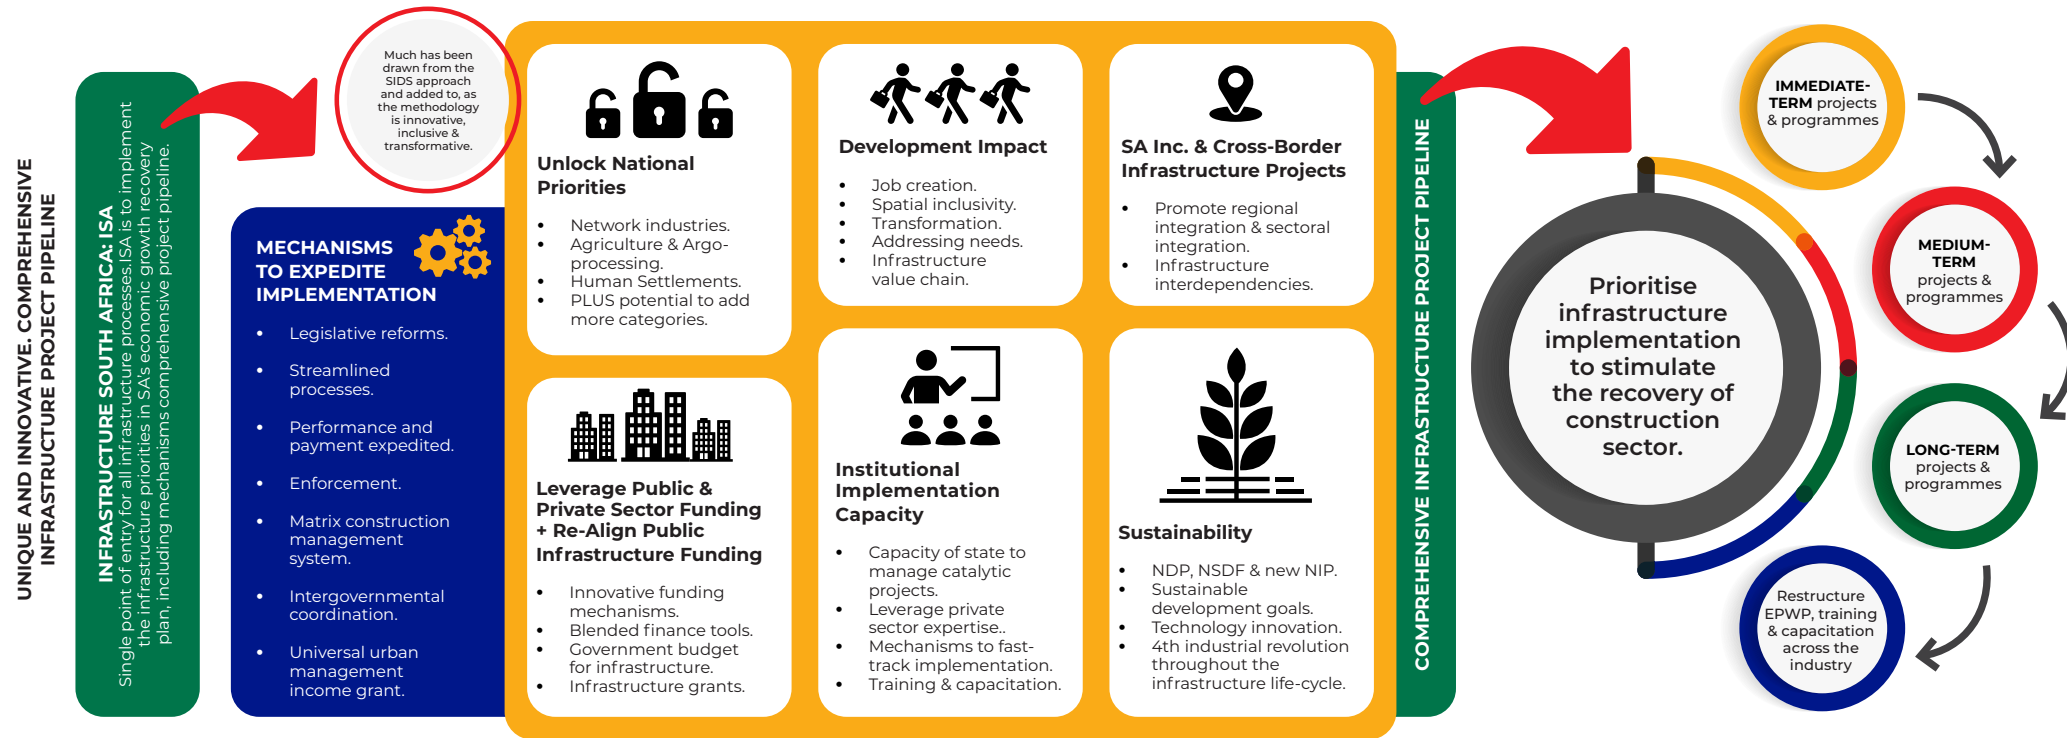 UNIQUE AND INNOVATIVE. COMPREHENSIVE
INFRASTRUCTURE PROJECT PIPELINE
INFRASTRUCTURE SOUTH AFRICA: ISA
Single point of entry for all infrastructure processes.ISA is to implement
the infrastructure priorities in SA's economic growth recovery
plan, including mechanisms comprehensive project pipeline.
Much has been
drawn from the
SIDS approach
and added to, as
the methodology
is innovative,
inclusive &
transformative.
MECHANISMS
TO EXPEDITE
IMPLEMENTATION
• Legislative reforms.
• Streamlined
processes.
• Performance and
payment expedited.
• Enforcement.
• Matrix construction
management
system.
• Intergovernmental
coordination.
• Universal urban
management
income grant.
Unlock National
Priorities
• Network industries.
• Agriculture & Argo-
processing.
• Human Settlements.
• PLUS potential to add
more categories.
Leverage Public &
Private Sector Funding
+ Re-Align Public
Infrastructure Funding
• Innovative funding
mechanisms.
• Blended finance tools.
• Government budget
for infrastructure.
• Infrastructure grants.
Development Impact
• Job creation.
• Spatial inclusivity.
• Transformation.
• Addressing needs.
• Infrastructure
value chain.
Institutional
Implementation
Capacity
• Capacity of state to
manage catalytic
projects.
• Leverage private
sector expertise..
• Mechanisms to fast-
track implementation.
• Training & capacitation.
SA Inc. & Cross-Border
Infrastructure Projects
• Promote regional
integration & sectoral
integration.
• Infrastructure
interdependencies.
Sustainability
• NDP, NSDF & new NIP.
• Sustainable
development goals.
• Technology innovation.
• 4th industrial revolution
throughout the
infrastructure life-cycle.
COMPREHENSIVE INFRASTRUCTURE PROJECT PIPELINE
Prioritise
infrastructure
implementation
to stimulate
the recovery of
construction
sector.
IMMEDIATE-
TERM projects
& programmes
MEDIUM-
TERM
projects &
programmes
LONG-TERM
projects &
programmes
Restructure
EPWP, training
& capacitation
across the
industry